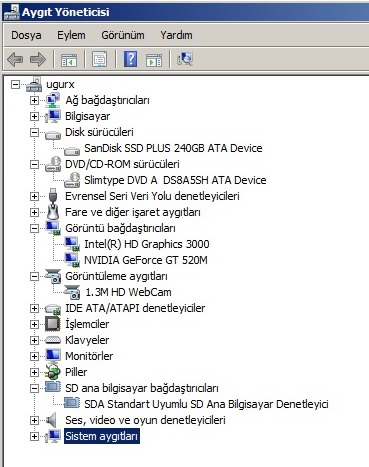 Aygıt Yöneticisi
Dosya Eylem Görünüm Yardım
ugurx
Ağ bağdaştırıcıları
Bilgisayar
Disk sürücüleri
SanDisk SSD PLUS 240GB ATA Device
DVD/CD-ROM sürücüleri
Slimtype DVD A DS8A5SH ATA Device
Evrensel Seri Veri Yolu denetleyicileri
Fare ve diğer işaret aygıtları
Görüntü bağdaştırıcıları
Intel(R) HD Graphics 3000
NVIDIA GeForce GT 520M
Görüntüleme aygıtları
1.3M HD WebCam
IDE ATA/ATAPI denetleyiciler
İşlemciler
Klavyeler
Monitörler
Piller
SD ana bilgisayar bağdaştırıcıları
SDA Standart Uyumlu SD Ana Bilgisayar Denetleyici
Ses, video ve oyun denetleyicileri
Sistem aygıtları